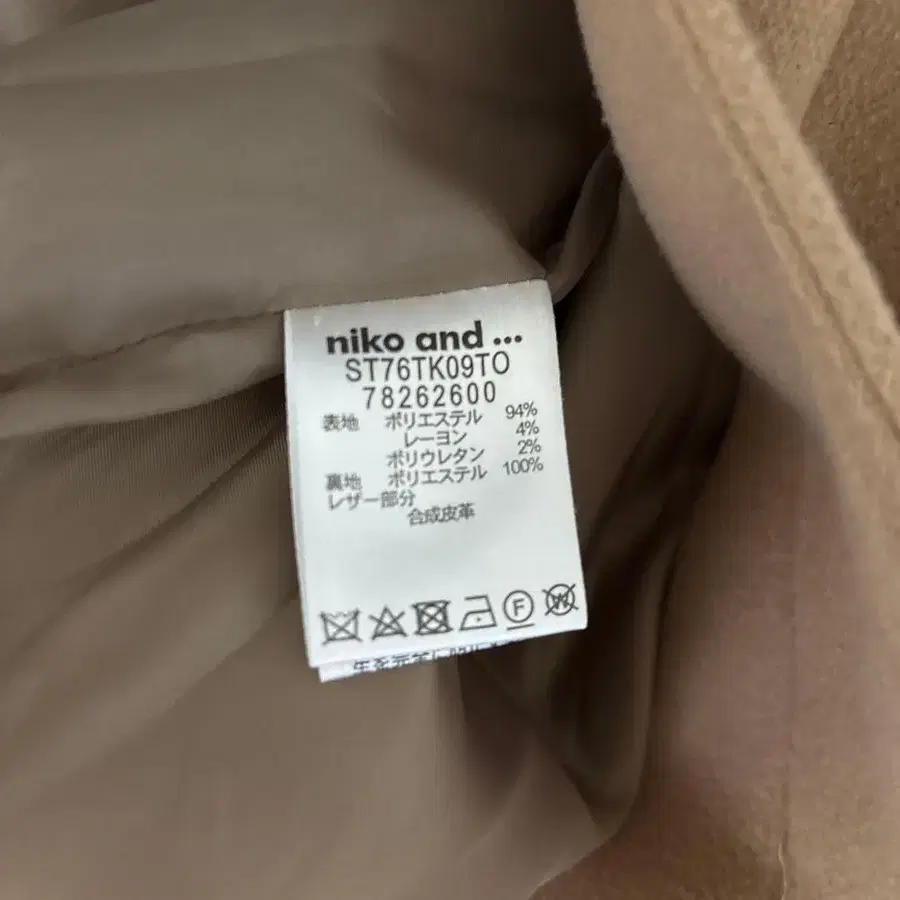 niko and ...
ST76TK09TO
78262600
表地 ポリエステル 94%
レーヨン 4%
ポリウレタン 2%
裏地 ポリエステル 100%
レザー部分
合成皮革
F
W